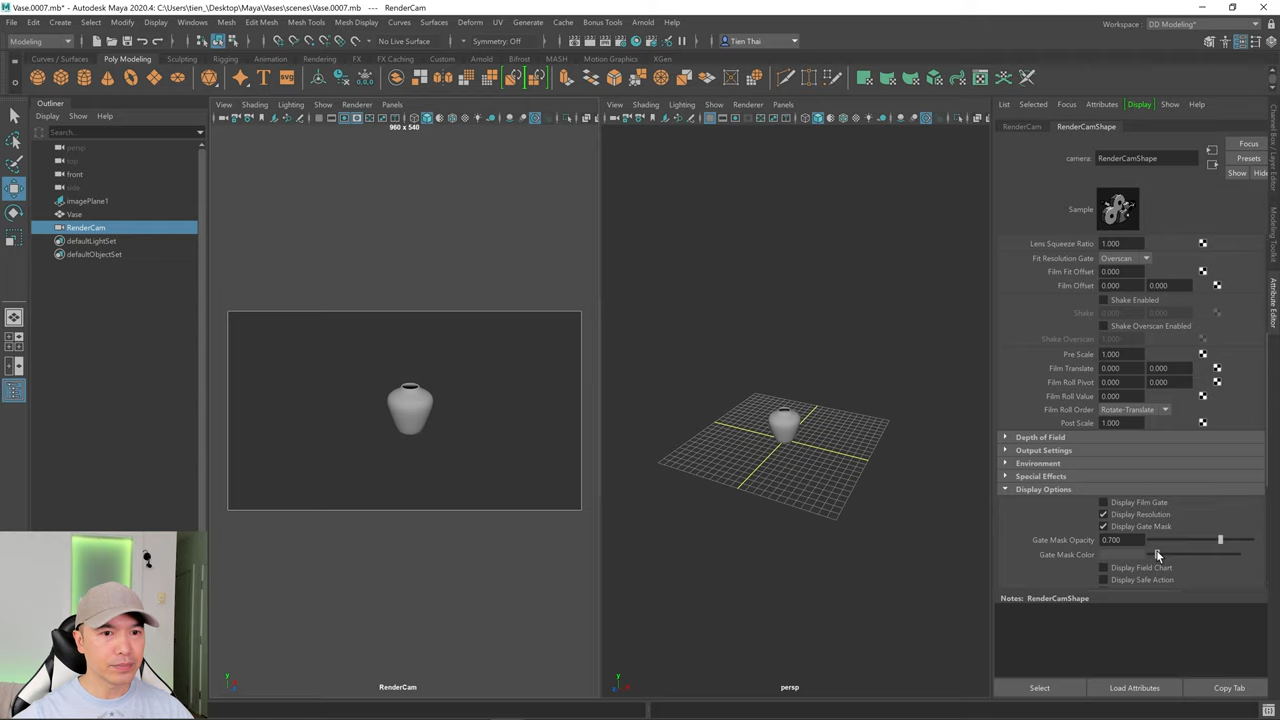 Vase.0007.mb* - Autodesk Maya 2020.4: C:\Users\tien_\Desktop\Maya\Vases\scenes\Vase.0007.mb --- RenderCam
File Edit Create Select Modify Display Windows Mesh Edit Mesh Mesh Tools Mesh Display Curves Surfaces Deform UV Generate Cache Bonus Tools Arnold Help
Workspace : DD Modeling*
Modeling
No Live Surface
Symmetry: Off
Tien Thai
Curves / Surfaces Poly Modeling Sculpting Rigging Animation Rendering FX FX Caching Custom Arnold Bifrost MASH Motion Graphics XGen
SVG
Outliner
Display Show Help
Search...
persp
top
front
side
imagePlane1
Vase
RenderCam
defaultLightSet
defaultObjectSet
View Shading Lighting Show Renderer Panels
960 x 540
RenderCam
View Shading Lighting Show Renderer Panels
persp
List Selected Focus Attributes Display Show Help
RenderCam RenderCamShape
Focus
camera: RenderCamShape
Presets
Show Hide
Sample
Lens Squeeze Ratio 1.000
Fit Resolution Gate Overscan
Film Fit Offset 0.000
Film Offset 0.000 0.000
Shake Enabled
Shake 0.000 0.000
Shake Overscan Enabled
Shake Overscan 1.000
Pre Scale 1.000
Film Translate 0.000 0.000
Film Roll Pivot 0.000 0.000
Film Roll Value 0.000
Film Roll Order Rotate-Translate
Post Scale 1.000
Depth of Field
Output Settings
Environment
Special Effects
Display Options
Display Film Gate
Display Resolution
Display Gate Mask
Gate Mask Opacity 0.700
Gate Mask Color
Display Field Chart
Display Safe Action
Notes: RenderCamShape
Select Load Attributes Copy Tab
Channel Box / Layer Editor
Modeling Toolkit
Attribute Editor